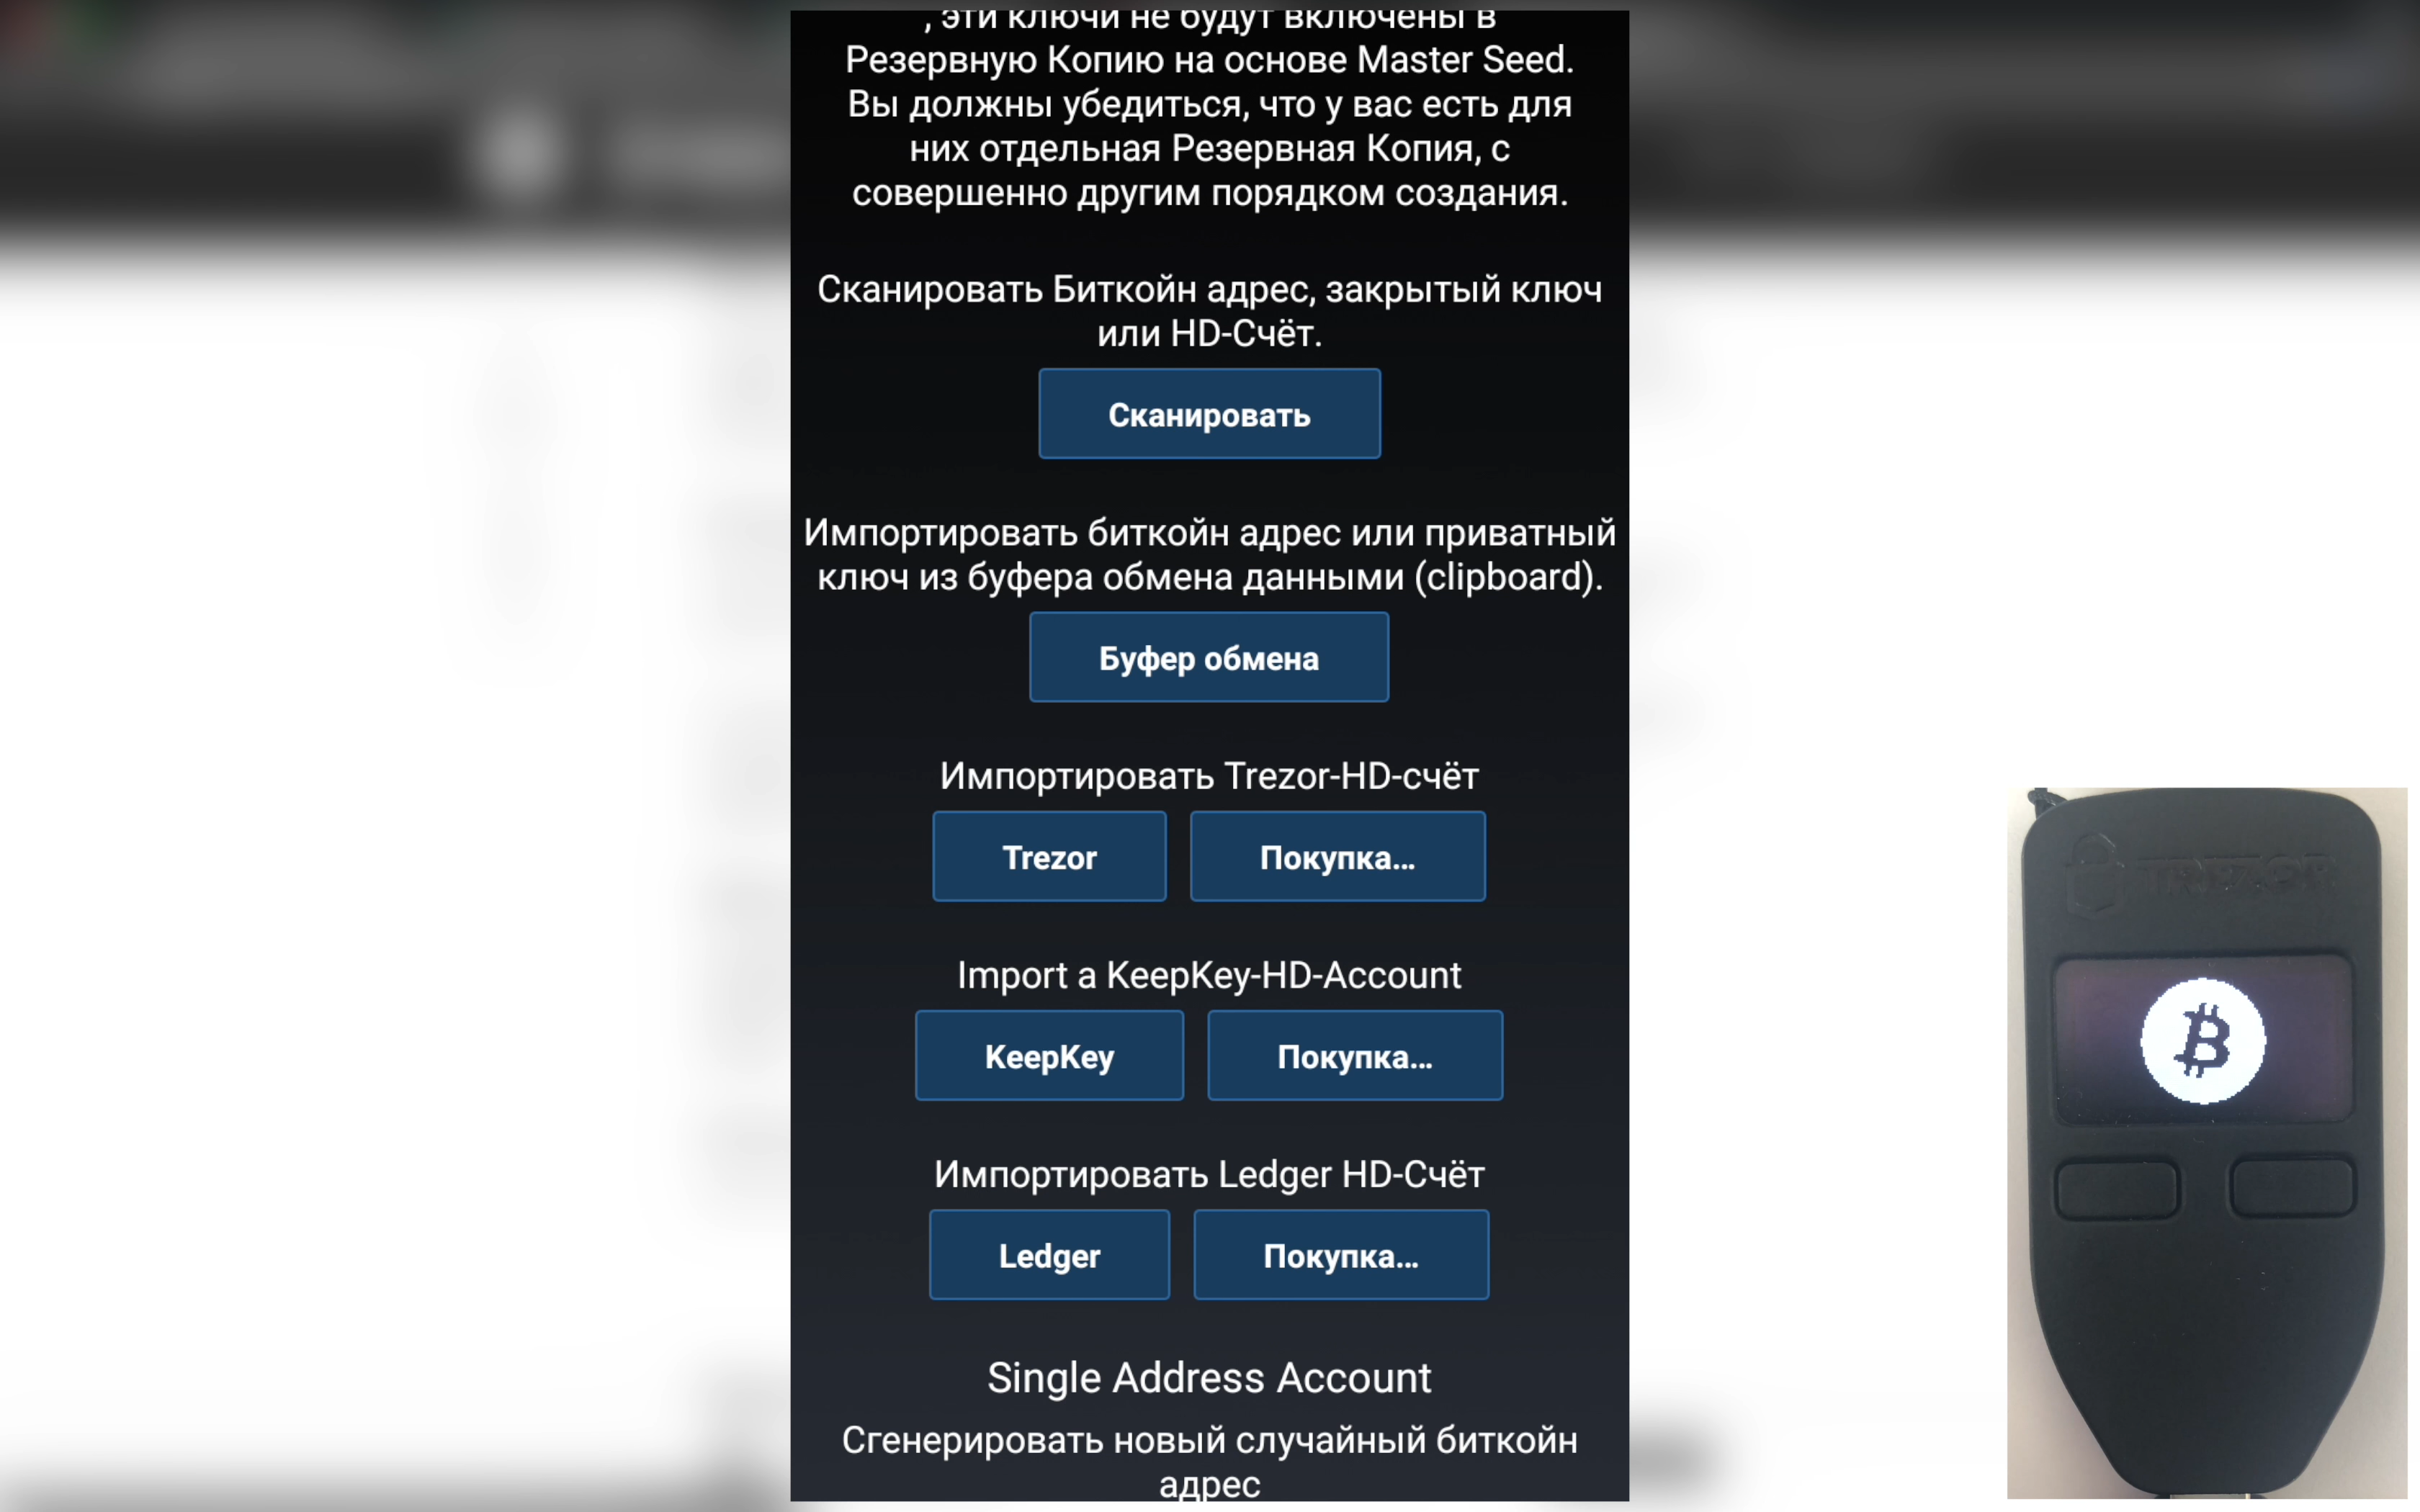 , эти ключи не будут включены в
Резервную Копию на основе Master Seed.
Вы должны убедиться, что у вас есть для
них отдельная Резервная Копия, с
совершенно другим порядком создания.
Сканировать Биткойн адрес, закрытый ключ
или HD-Счёт.
Сканировать
Импортировать биткойн адрес или приватный
ключ из буфера обмена данными (clipboard).
Буфер обмена
Импортировать Trezor-HD-счёт
Trezor Покупка...
Import a KeepKey-HD-Account
KeepKey Покупка...
Импортировать Ledger HD-Счёт
Ledger Покупка...
Single Address Account
Сгенерировать новый случайный биткойн
адрес
TREZOR